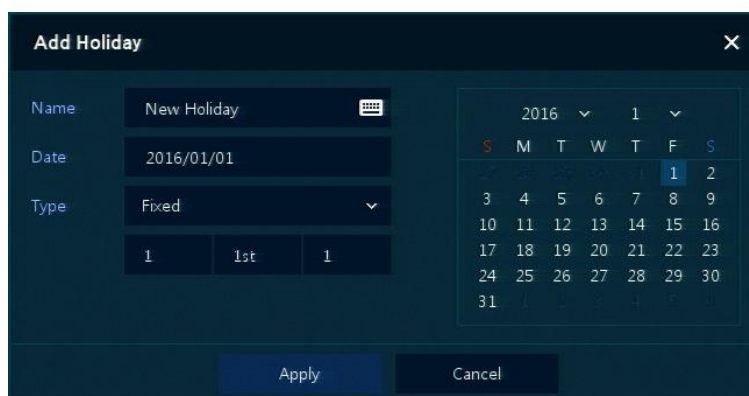 Add Holiday
Name New Holiday
Date 2016/01/01
Type Fixed
1 1st 1
2016 1
S M T W T F S
1 2
3 4 5 6 7 8 9
10 11 12 13 14 15 16
17 18 19 20 21 22 23
24 25 26 27 28 29 30
31
Apply Cancel